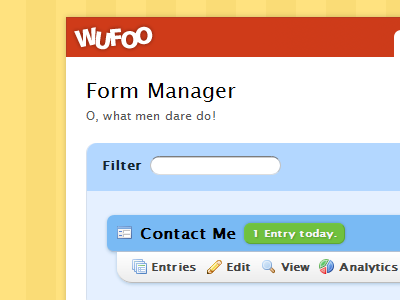 WUFOO
Form Manager
O, what men dare do!
Filter
Contact Me 1 Entry today.
Entries Edit View Analytics